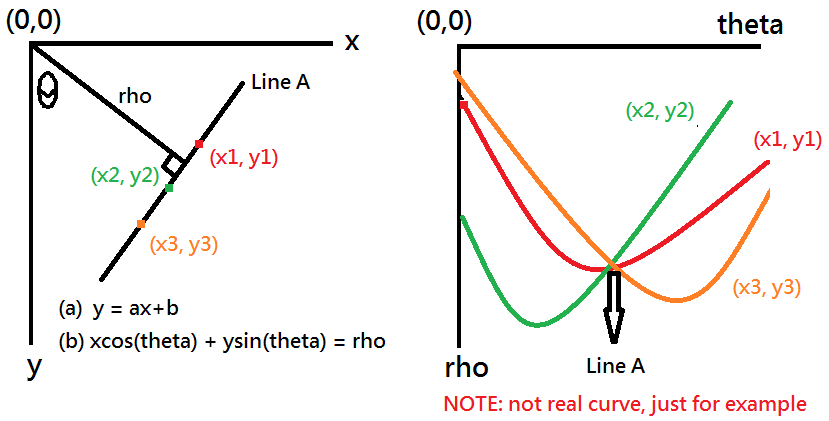 (0,0)
x
θ
rho
Line A
(x1, y1)
(x2, y2)
(x3, y3)
(a) y = ax+b
(b) xcos(theta) + ysin(theta) = rho
y
(0,0)
theta
(x2, y2)
(x1, y1)
(x3, y3)
rho
Line A
NOTE: not real curve, just for example